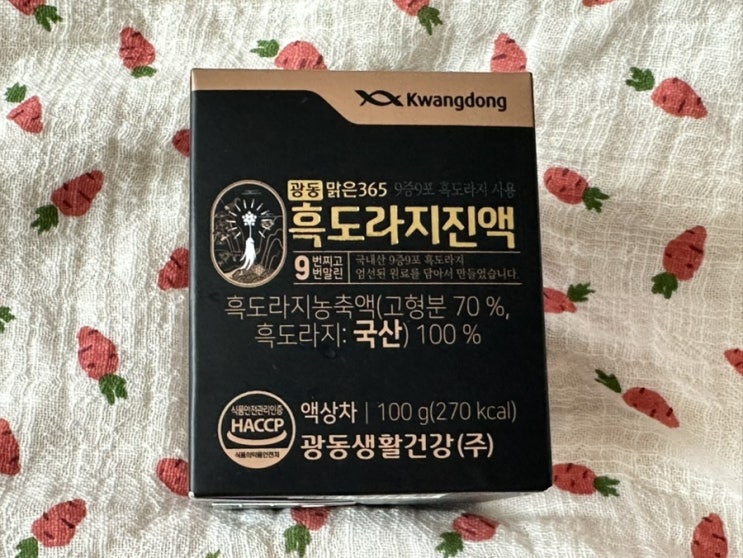 Kwangdong
광동 맑은365 9증9포 흑도라지 사용
흑도라지진액
9 번찌고 번말린
국내산 9증9포 흑도라지
엄선된 원료를 담아서 만들었습니다.
흑도라지농축액(고형분 70 %,
흑도라지: 국산) 100 %
식품안전관리인증
HACCP
식품의약품안전처
액상차 | 100 g(270 kcal)
광동생활건강(주)